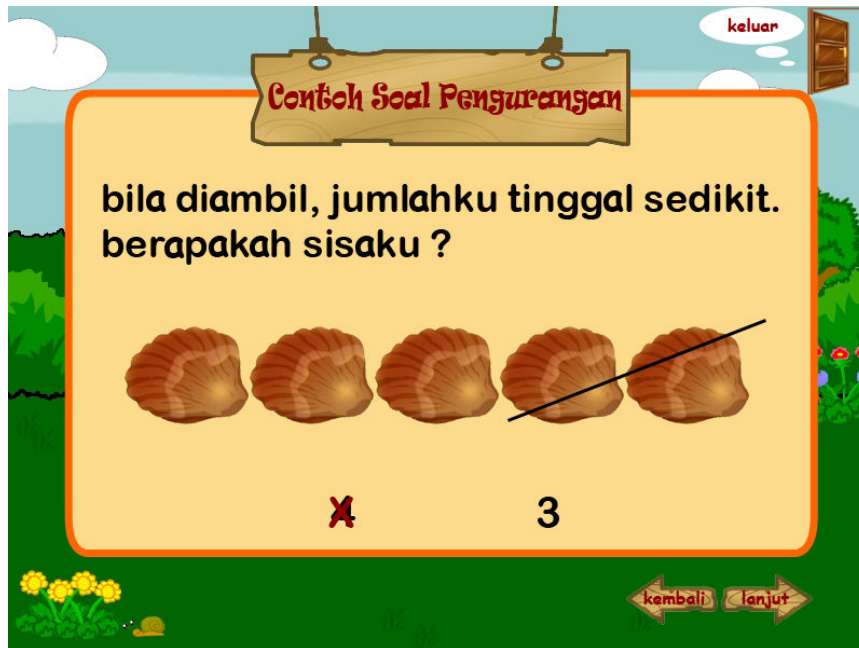 keluar
Contoh Soal Pengurangan
bila diambil, jumlahku tinggal sedikit.
berapakah sisaku ?
4 3
kembali lanjut